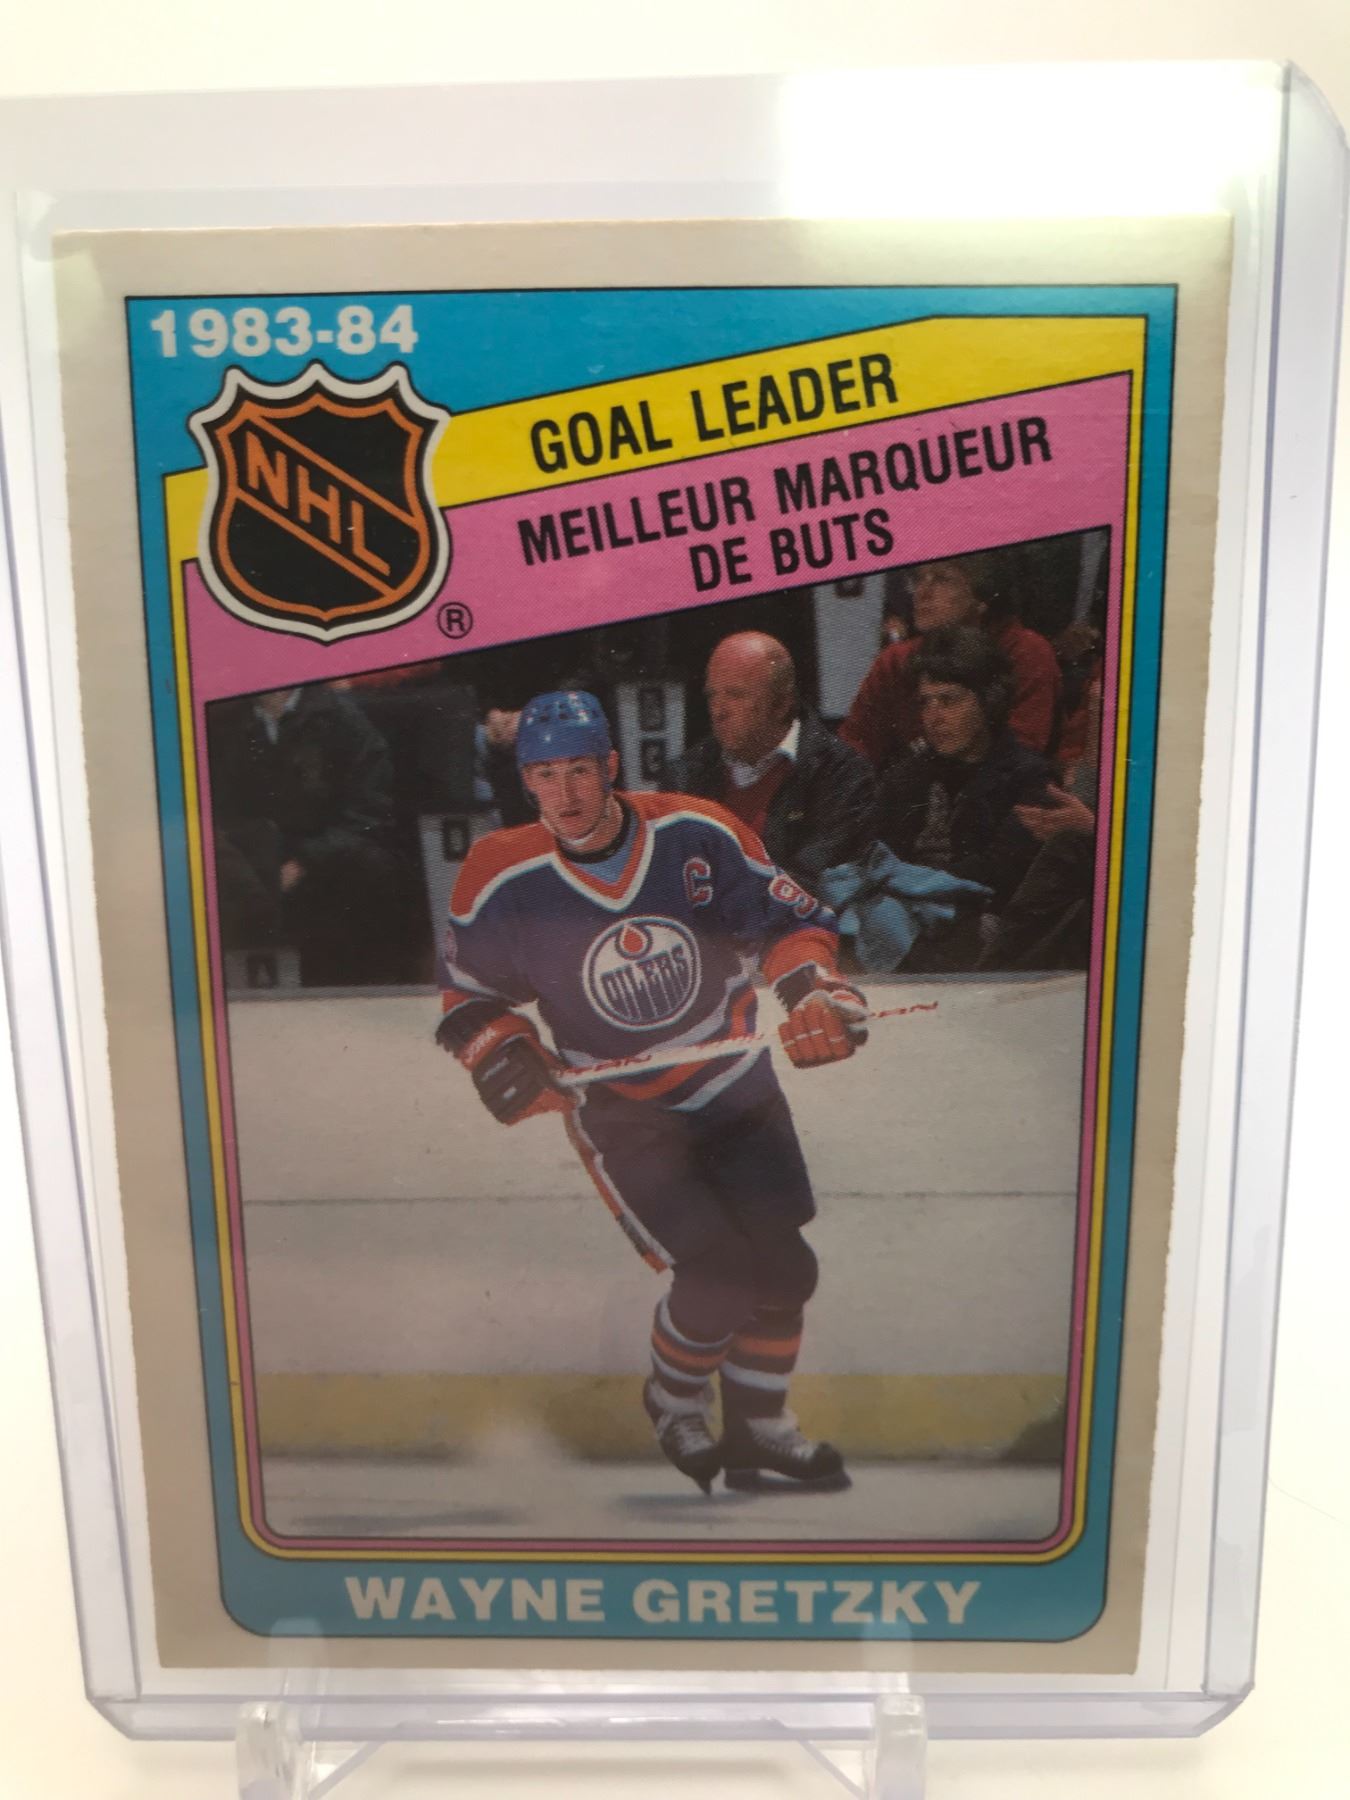 1983-84
NHL
®
GOAL LEADER
MEILLEUR MARQUEUR
DE BUTS
C
OILERS
WAYNE GRETZKY